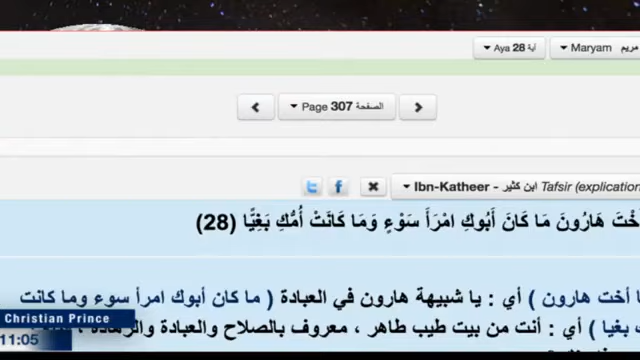 Aya 28 آية Maryam مريم
Page 307 الصفحة
Ibn-Katheer - ابن كثير Tafsir (explication
أُخْتَ هَارُونَ مَا كَانَ أَبُوكِ امْرَأَ سَوْءٍ وَمَا كَانَتْ أُمُّكِ بَغِيًّا (28)
أخت هارون ) أي : يا شبيهة هارون في العبادة ( ما كان أبوك امرأ سوء وما كانت
بغيا ) أي : أنت من بيت طيب طاهر ، معروف بالصلاح والعبادة والزهادة ،
Christian Prince
11:05